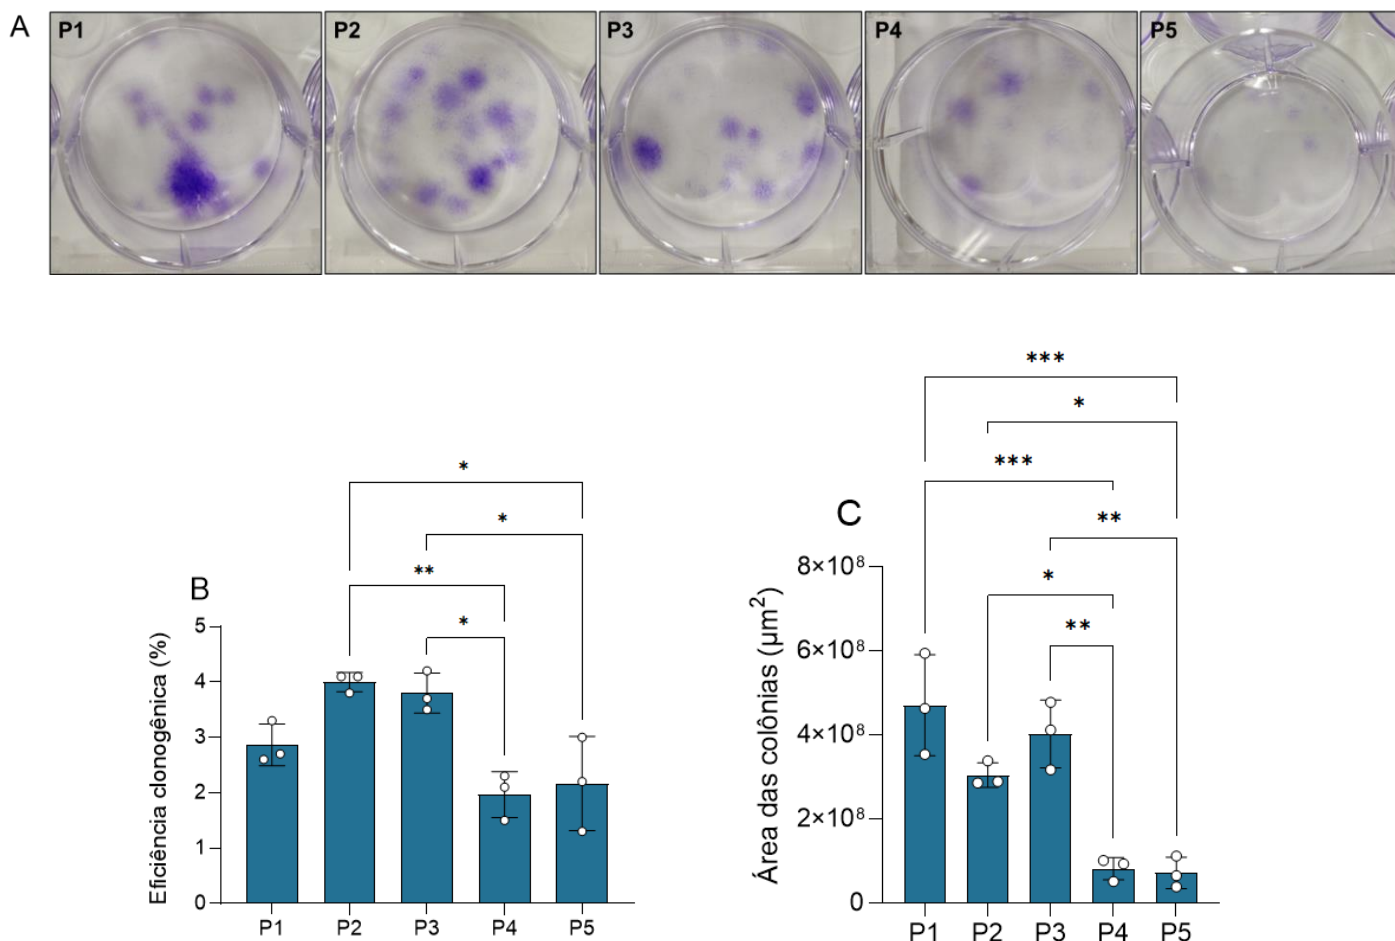 A
P1
P2
P3
P4
P5
B
*
*
**
*
Eficiência clonogênica (%)
5
4
3
2
1
0
P1
P2
P3
P4
P5
C
***
*
***
**
*
**
Área das colônias (µm²)
8×10⁸
6×10⁸
4×10⁸
2×10⁸
0
P1
P2
P3
P4
P5